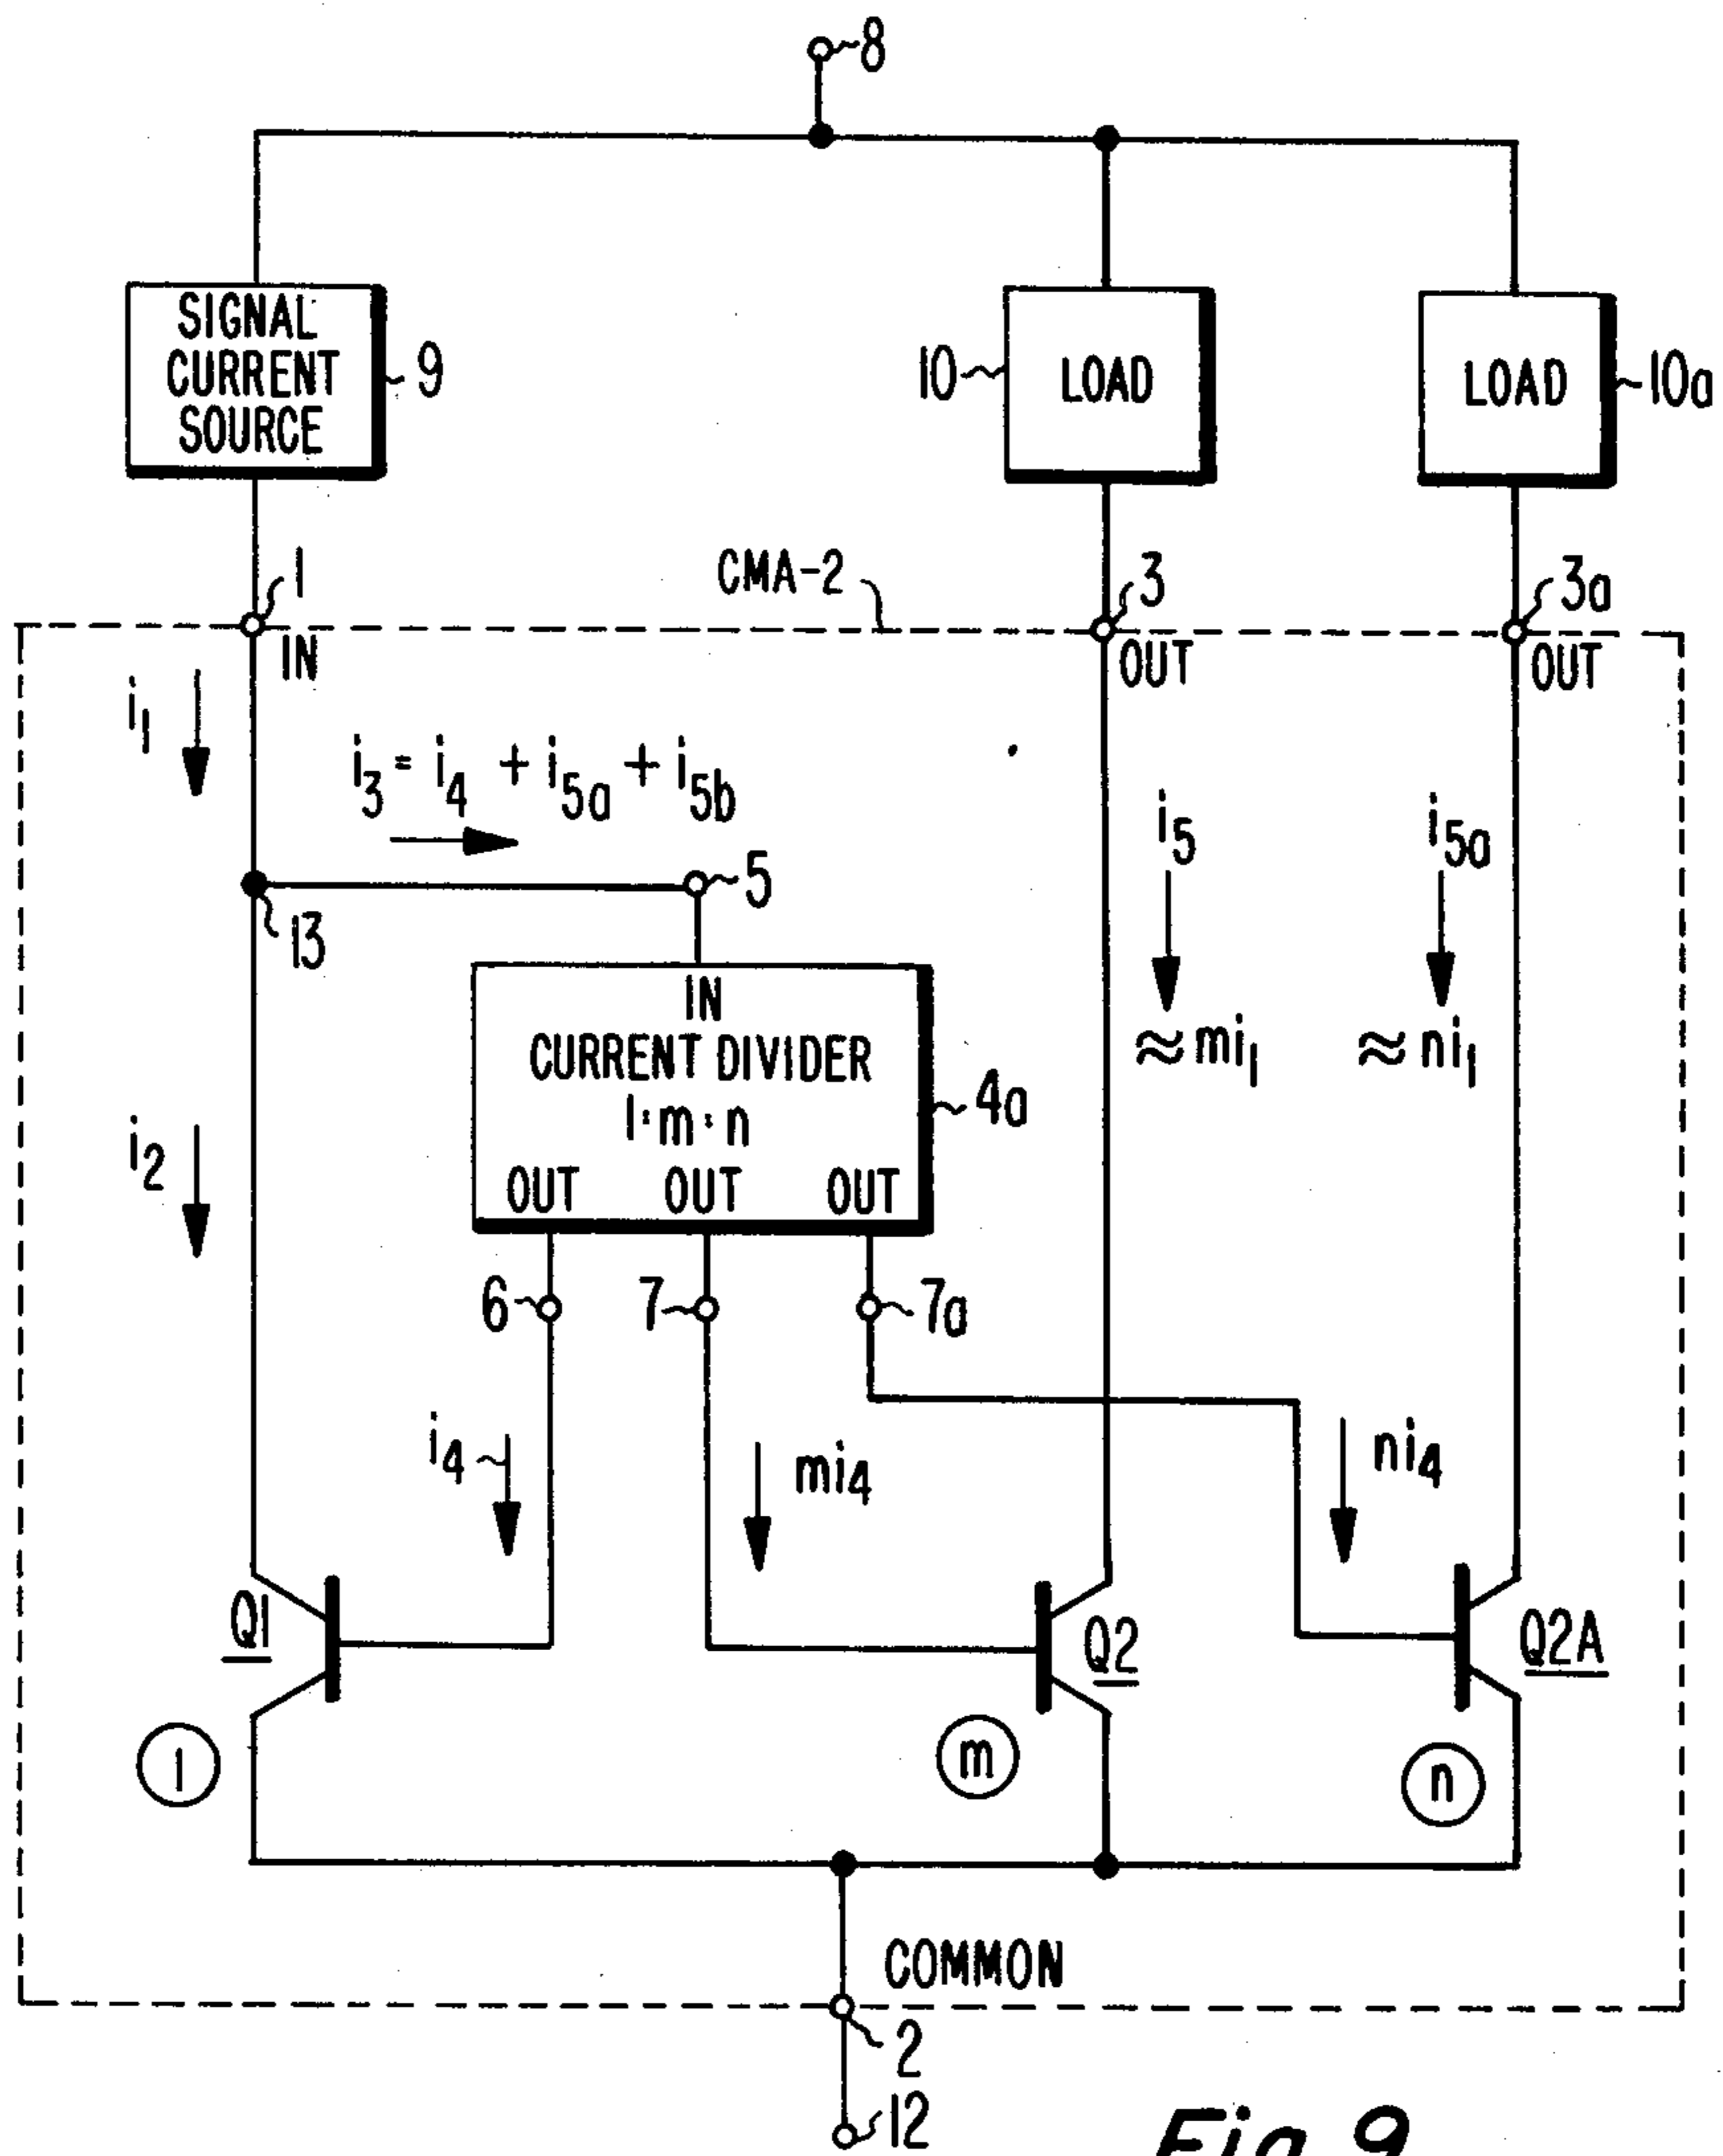 8
SIGNAL
CURRENT
SOURCE
9
10
LOAD
LOAD
10a
1
CMA-2
3
3a
IN
OUT
OUT
i1
i3 = i4 + i5a + i5b
i5
i5a
5
13
IN
CURRENT DIVIDER
1:m:n
4a
≈ mi1
≈ ni1
i2
OUT
OUT
OUT
6
7
7a
i4
mi4
ni4
Q1
Q2
Q2A
1
m
n
COMMON
2
12
Fig. 9